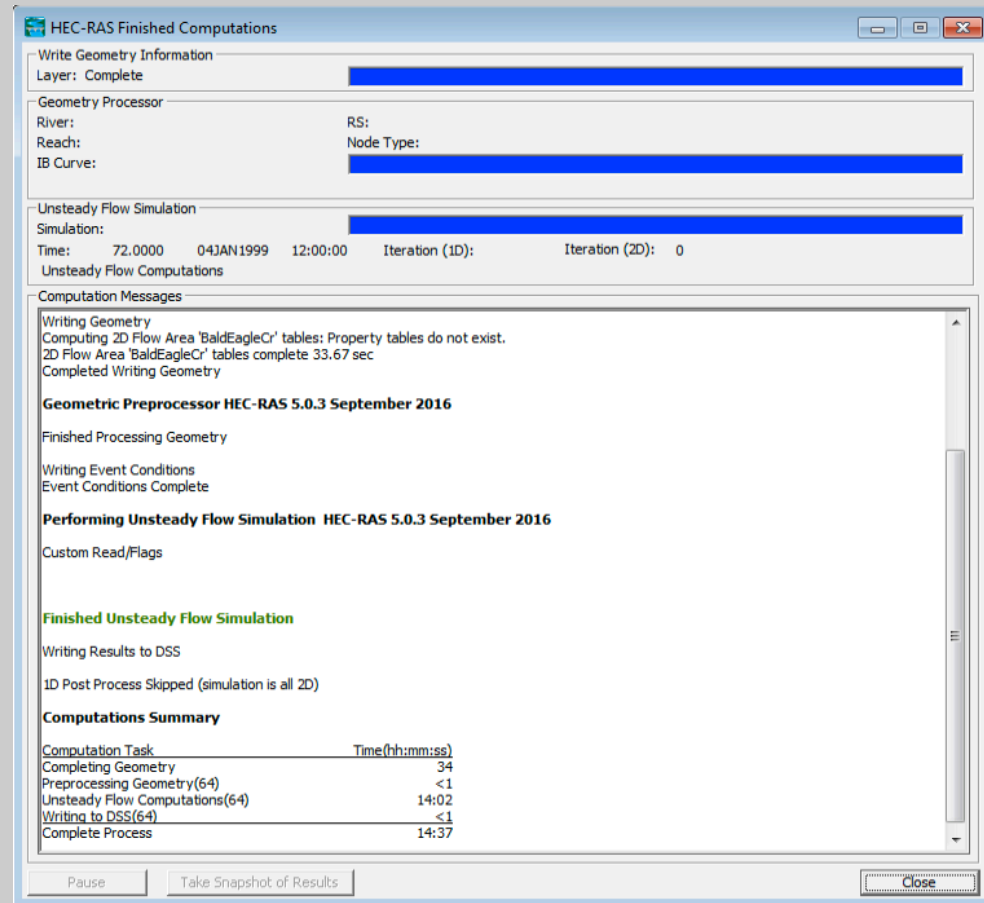 HEC-RAS Finished Computations
Write Geometry Information
Layer: Complete
Geometry Processor
River: RS:
Reach: Node Type:
IB Curve:
Unsteady Flow Simulation
Simulation:
Time: 72.0000 04JAN1999 12:00:00 Iteration (1D): Iteration (2D): 0
Unsteady Flow Computations
Computation Messages
Writing Geometry
Computing 2D Flow Area 'BaldEagleCr' tables: Property tables do not exist.
2D Flow Area 'BaldEagleCr' tables complete 33.67 sec
Completed Writing Geometry
Geometric Preprocessor HEC-RAS 5.0.3 September 2016
Finished Processing Geometry
Writing Event Conditions
Event Conditions Complete
Performing Unsteady Flow Simulation HEC-RAS 5.0.3 September 2016
Custom Read/Flags
Finished Unsteady Flow Simulation
Writing Results to DSS
1D Post Process Skipped (simulation is all 2D)
Computations Summary
Computation Task Time(hh:mm:ss)
Completing Geometry 34
Preprocessing Geometry(64) <1
Unsteady Flow Computations(64) 14:02
Writing to DSS(64) <1
Complete Process 14:37
Pause Take Snapshot of Results Close